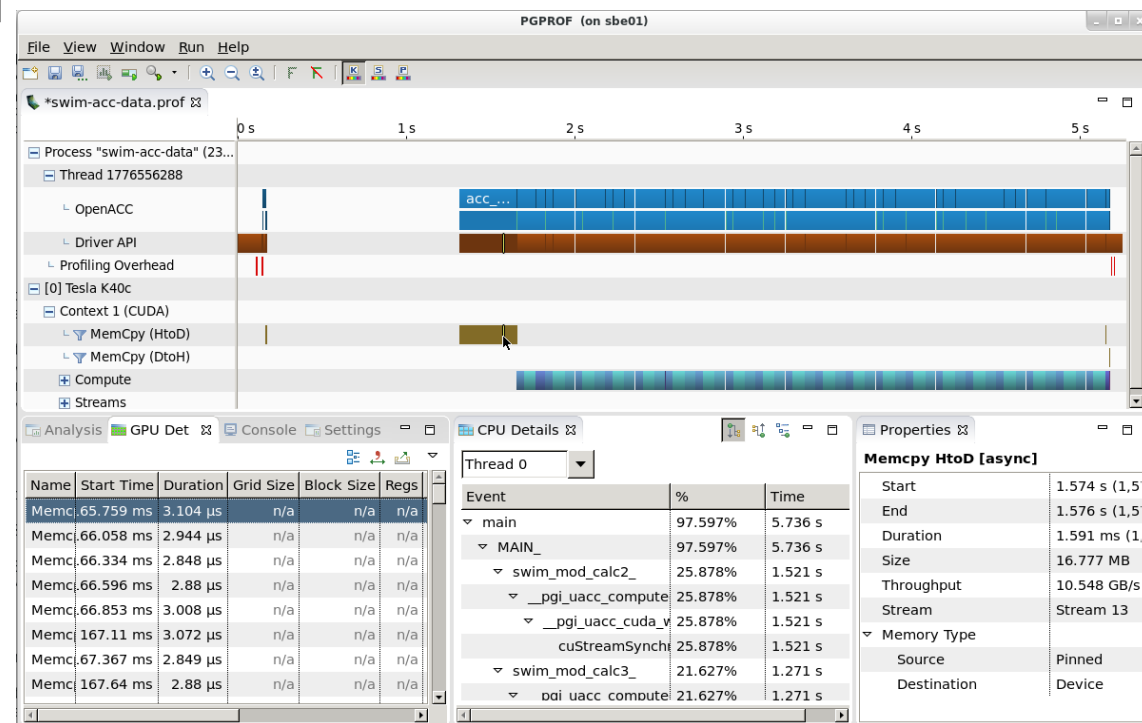 PGPROF (on sbe01)
File View Window Run Help
*swim-acc-data.prof
0 s 1 s 2 s 3 s 4 s 5 s
Process "swim-acc-data" (23...
Thread 1776556288
OpenACC
acc_...
Driver API
Profiling Overhead
[0] Tesla K40c
Context 1 (CUDA)
MemCpy (HtoD)
MemCpy (DtoH)
Compute
Streams
Analysis GPU Det Console Settings
Name Start Time Duration Grid Size Block Size Regs
Memc .65.759 ms 3.104 µs n/a n/a n/a
Memc .66.058 ms 2.944 µs n/a n/a n/a
Memc .66.334 ms 2.848 µs n/a n/a n/a
Memc .66.596 ms 2.88 µs n/a n/a n/a
Memc .66.853 ms 3.008 µs n/a n/a n/a
Memc 167.11 ms 3.072 µs n/a n/a n/a
Memc .67.367 ms 2.849 µs n/a n/a n/a
Memc 167.64 ms 2.88 µs n/a n/a n/a
CPU Details
Thread 0
Event % Time
main 97.597% 5.736 s
MAIN_ 97.597% 5.736 s
swim_mod_calc2_ 25.878% 1.521 s
__pgi_uacc_compute 25.878% 1.521 s
__pgi_uacc_cuda_w 25.878% 1.521 s
cuStreamSynchr 25.878% 1.521 s
swim_mod_calc3_ 21.627% 1.271 s
pgi_uacc_compute 21.627% 1.271 s
Properties
Memcpy HtoD [async]
Start 1.574 s (1,57
End 1.576 s (1,57
Duration 1.591 ms (1,
Size 16.777 MB
Throughput 10.548 GB/s
Stream Stream 13
Memory Type
Source Pinned
Destination Device